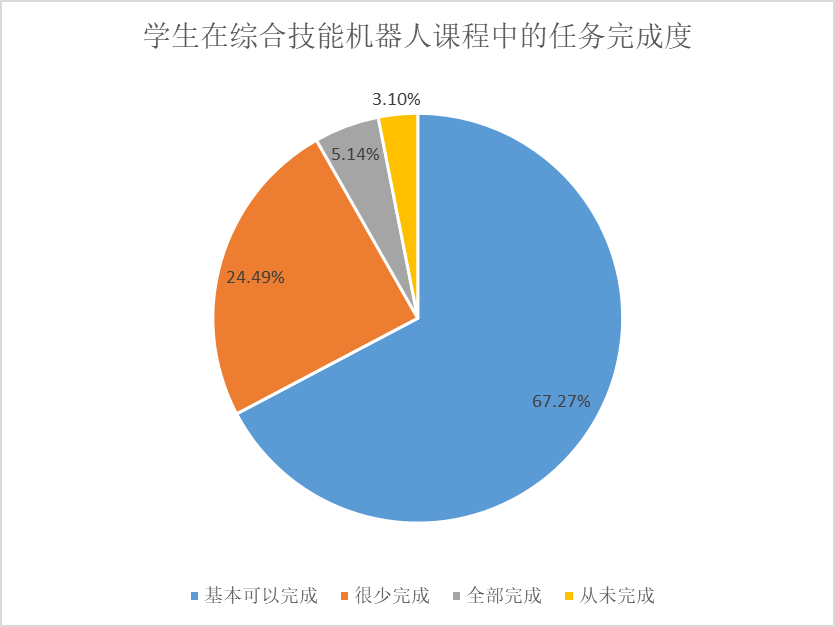 学生在综合技能机器人课程中的任务完成度
3.10%
5.14%
24.49%
67.27%
基本可以完成 很少完成 全部完成 从未完成